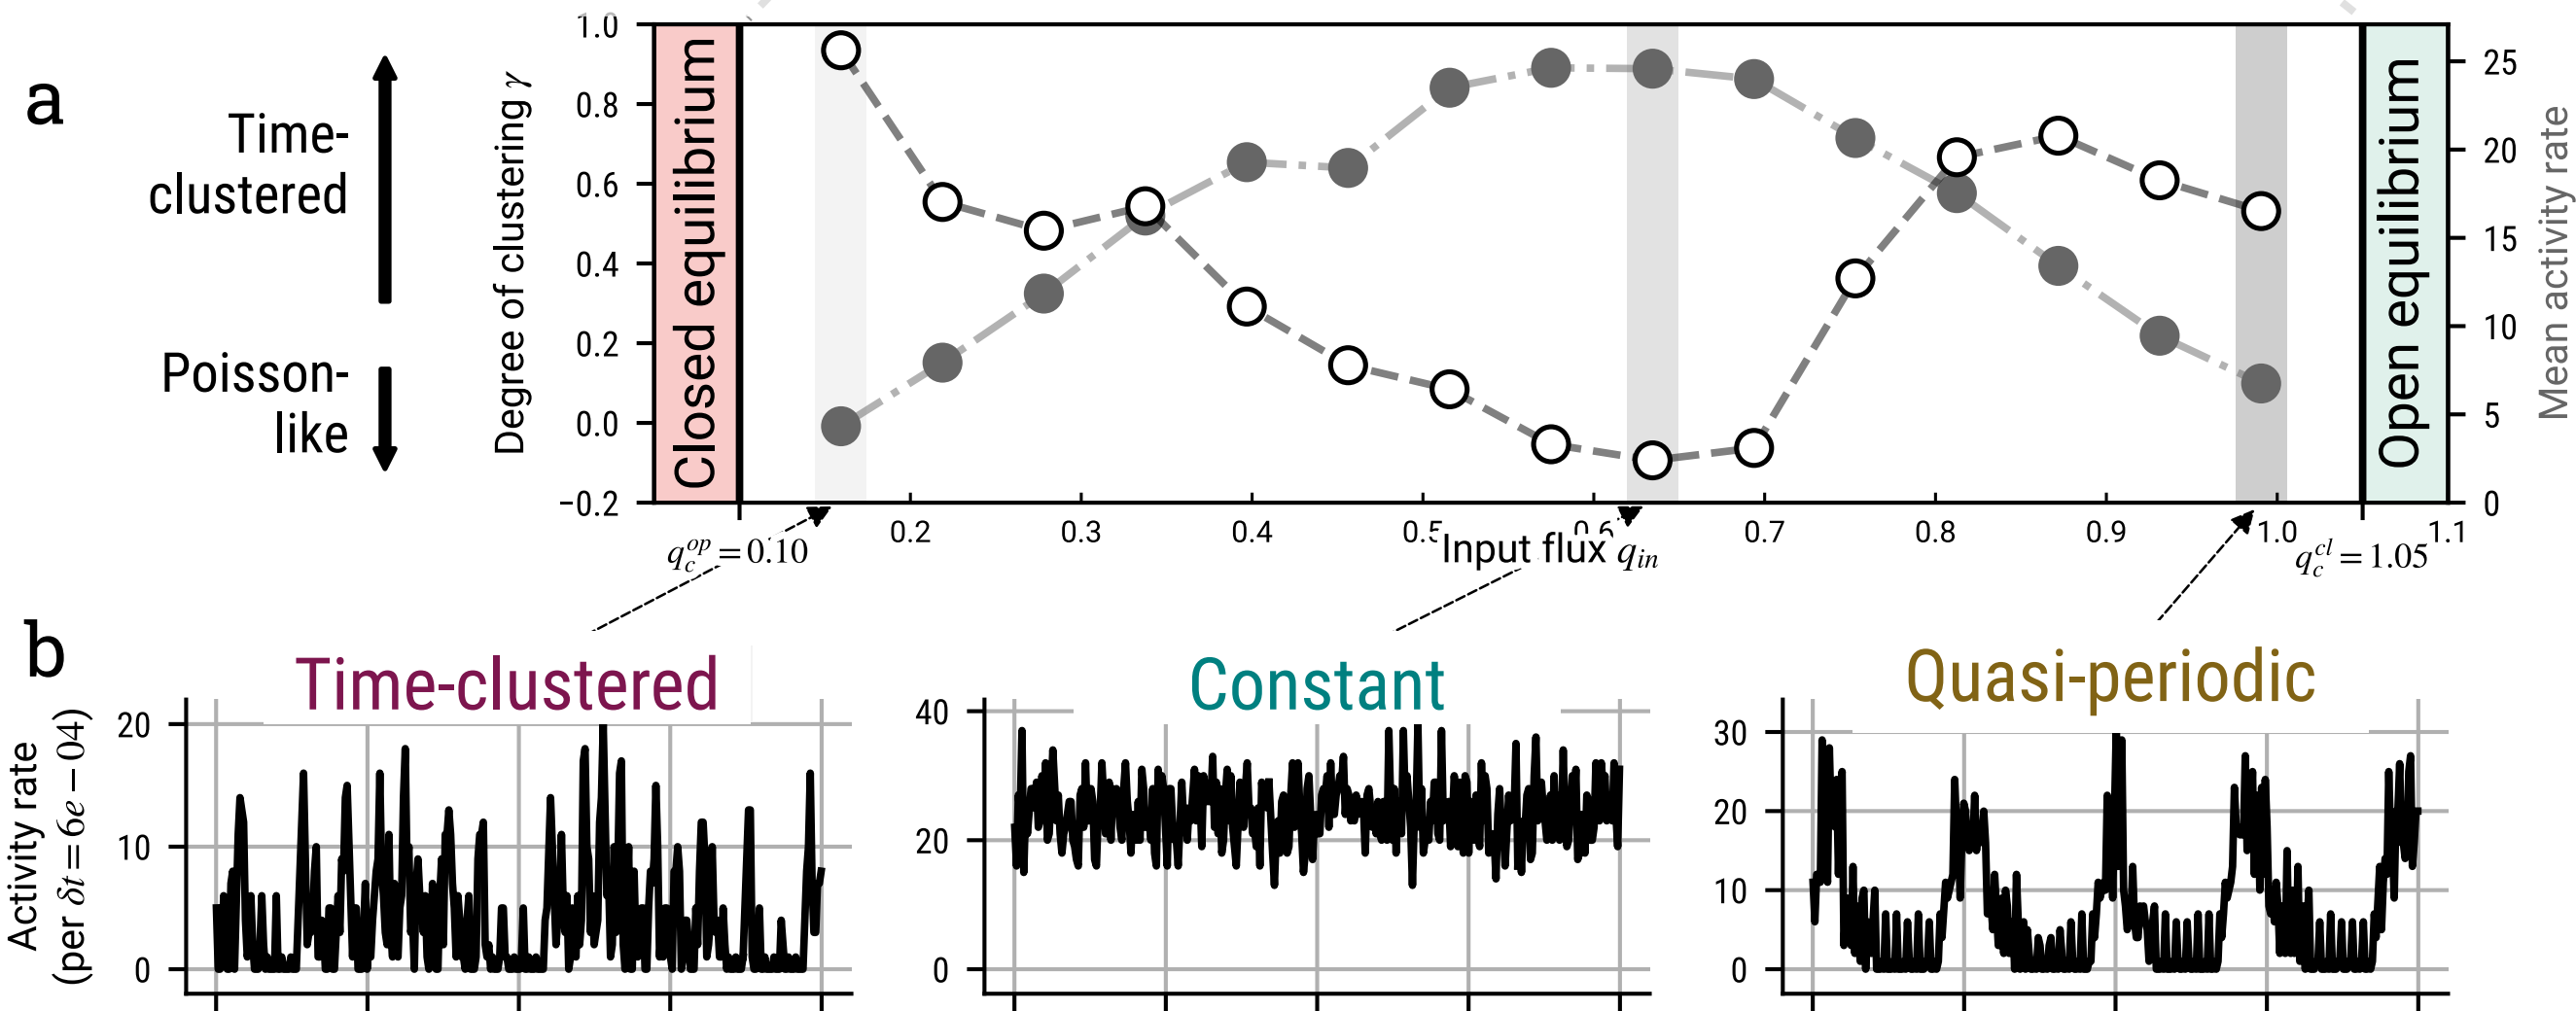 a
Time-
clustered
Poisson-
like
Degree of clustering γ
1.0
0.8
0.6
0.4
0.2
0.0
−0.2
Closed equilibrium
Open equilibrium
25
20
15
10
5
0
Mean activity rate
0.2
0.3
0.4
0.5
0.6
0.7
0.8
0.9
1.0
1.1
q_c^{op} = 0.10
Input flux q_{in}
q_c^{cl} = 1.05
b
Time-clustered
Constant
Quasi-periodic
Activity rate
(per δt = 6e − 04)
20
10
0
40
20
0
30
20
10
0